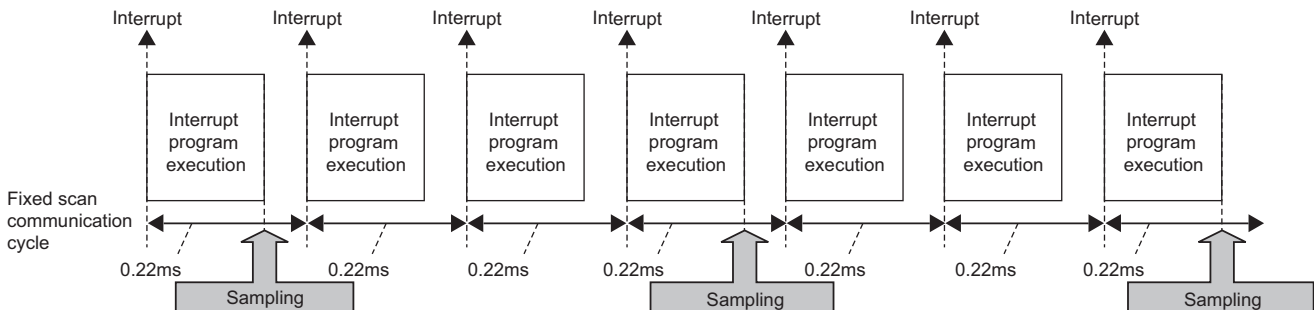 Interrupt
Interrupt
Interrupt
Interrupt
Interrupt
Interrupt
Interrupt
Interrupt
program
execution
Interrupt
program
execution
Interrupt
program
execution
Interrupt
program
execution
Interrupt
program
execution
Interrupt
program
execution
Interrupt
program
execution
Fixed scan
communication
cycle
0.22ms
0.22ms
0.22ms
0.22ms
0.22ms
0.22ms
0.22ms
Sampling
Sampling
Sampling